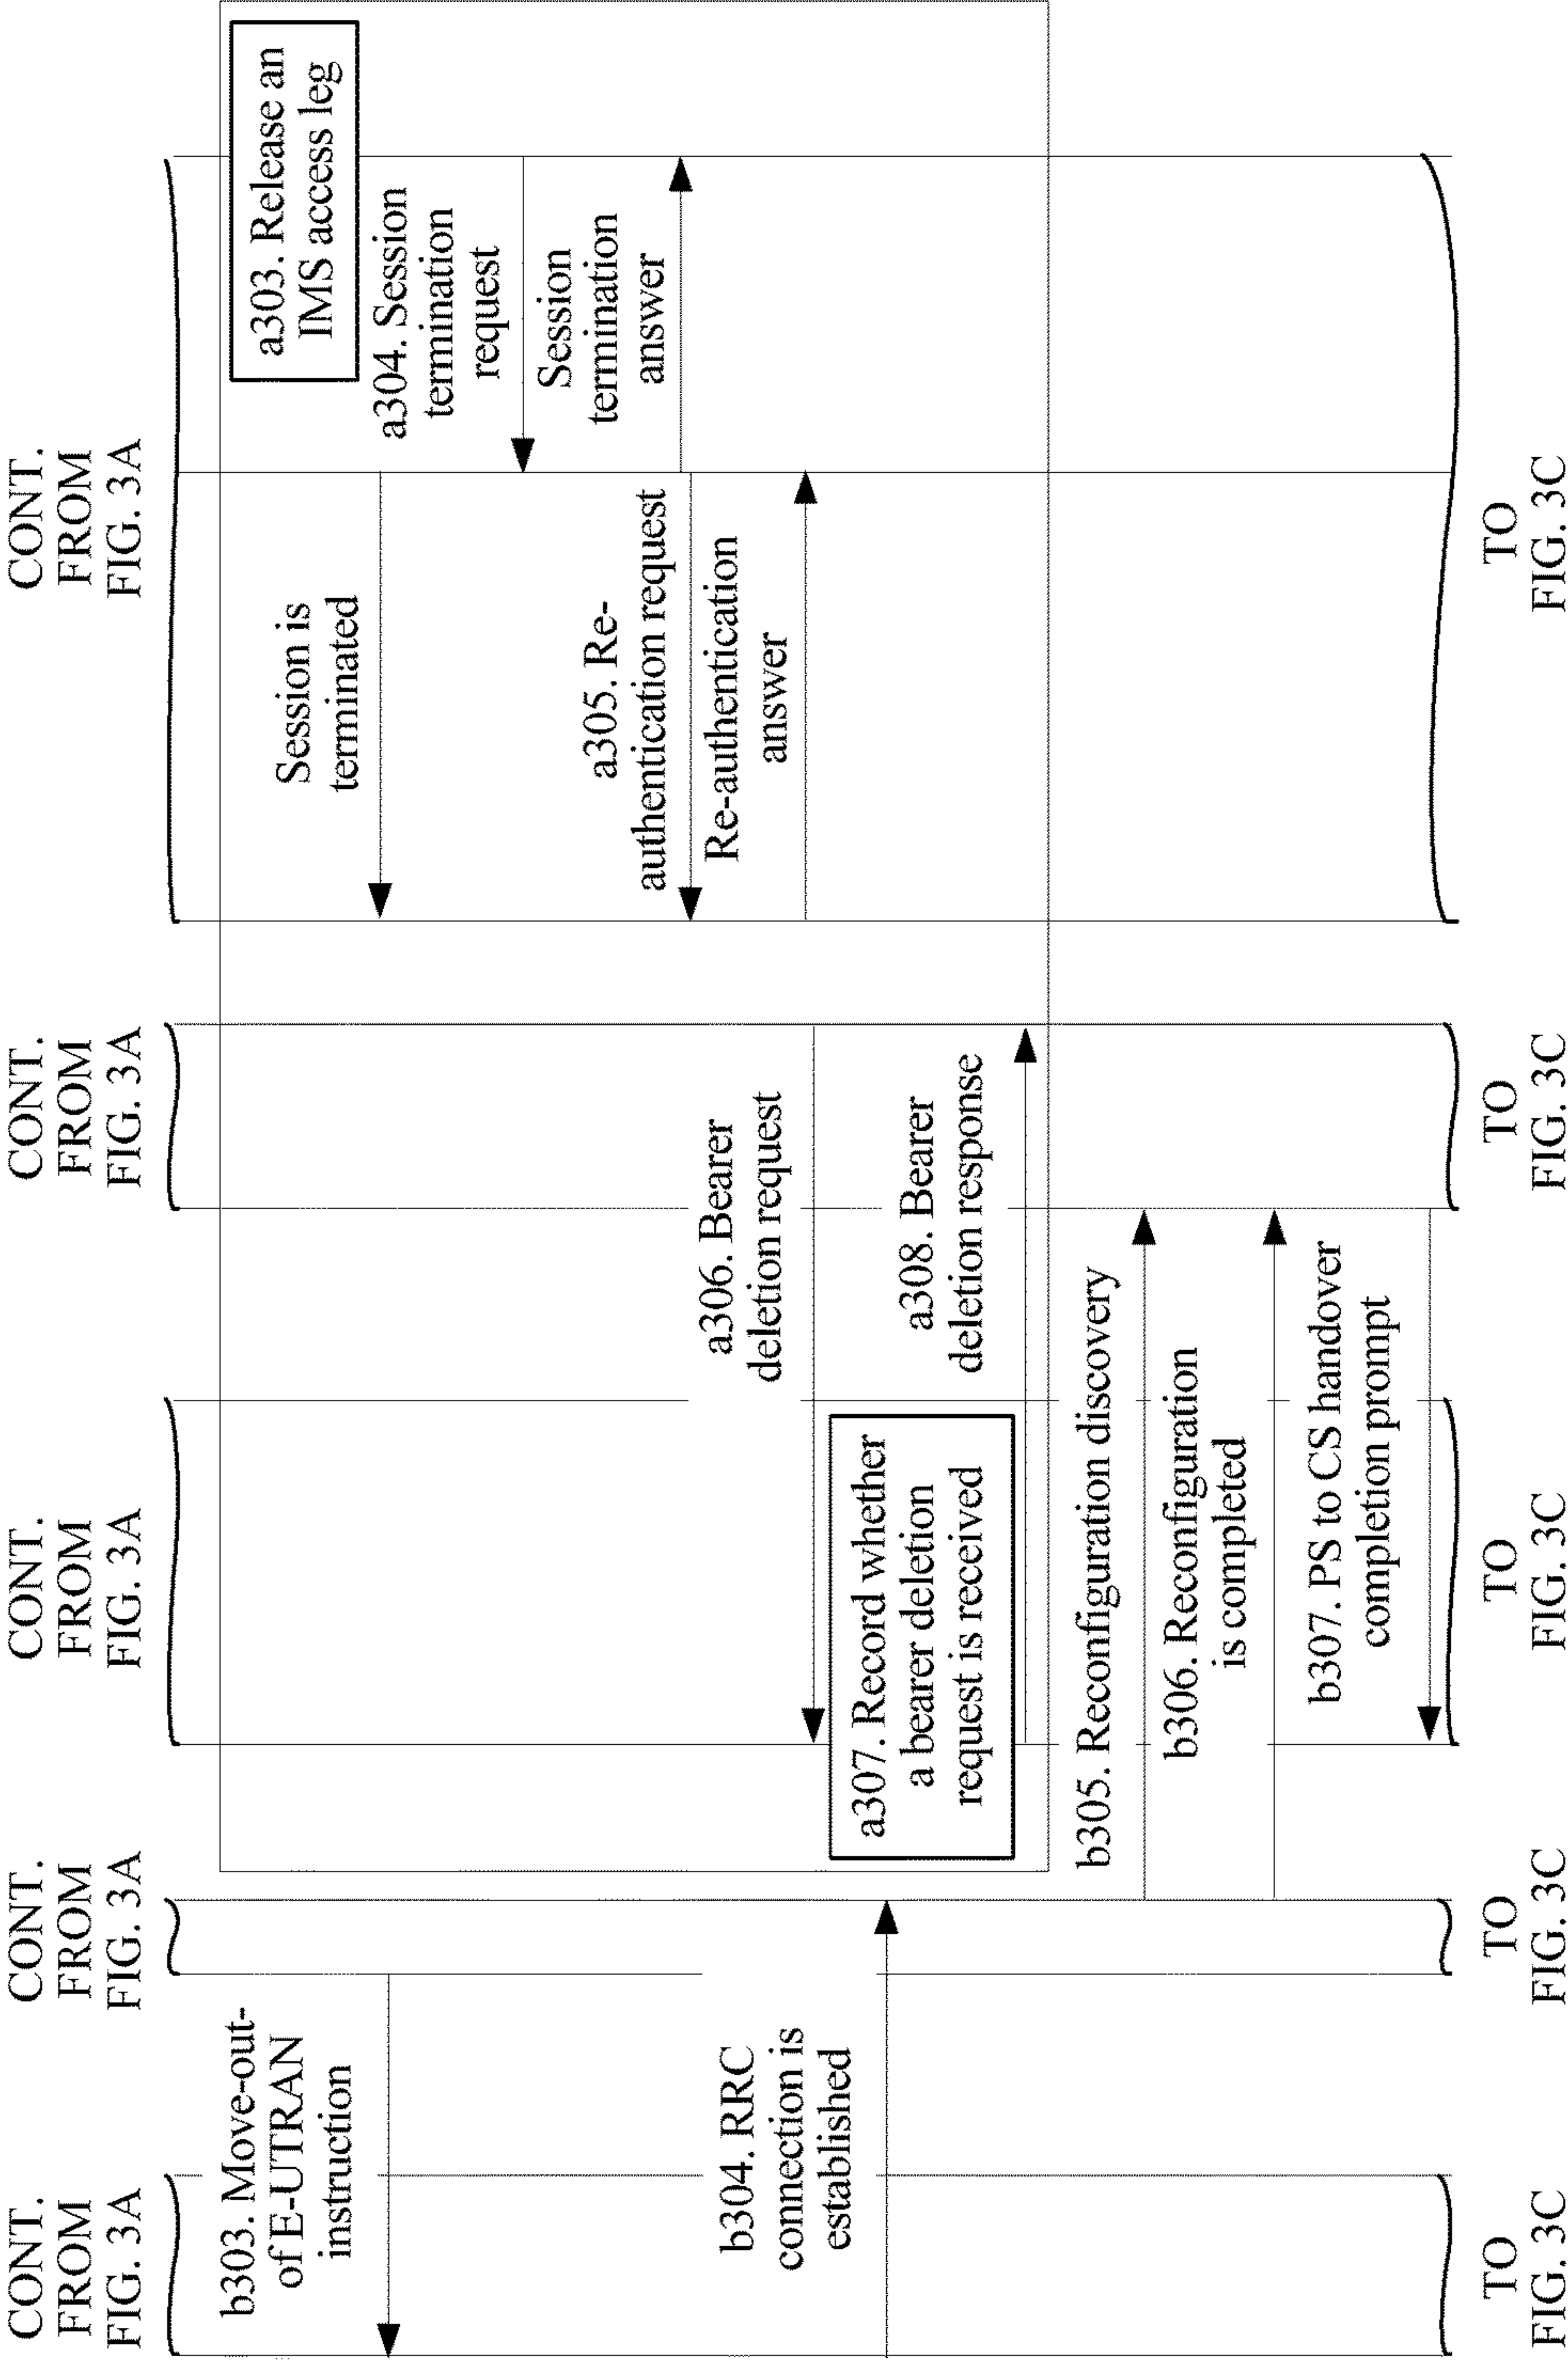 CONT.
FROM
FIG. 3A
CONT.
FROM
FIG. 3A
CONT.
FROM
FIG. 3A
CONT.
FROM
FIG. 3A
CONT.
FROM
FIG. 3A
b303. Move-out-
of E-UTRAN
instruction
a303. Release an
IMS access leg
Session is
terminated
a304. Session
termination
request
Session
termination
answer
a305. Re-
authentication request
Re-authentication
answer
a306. Bearer
deletion request
b304. RRC
connection is
established
a307. Record whether
a bearer deletion
request is received
a308. Bearer
deletion response
b305. Reconfiguration discovery
b306. Reconfiguration
is completed
b307. PS to CS handover
completion prompt
TO
FIG. 3C
TO
FIG. 3C
TO
FIG. 3C
TO
FIG. 3C
TO
FIG. 3C